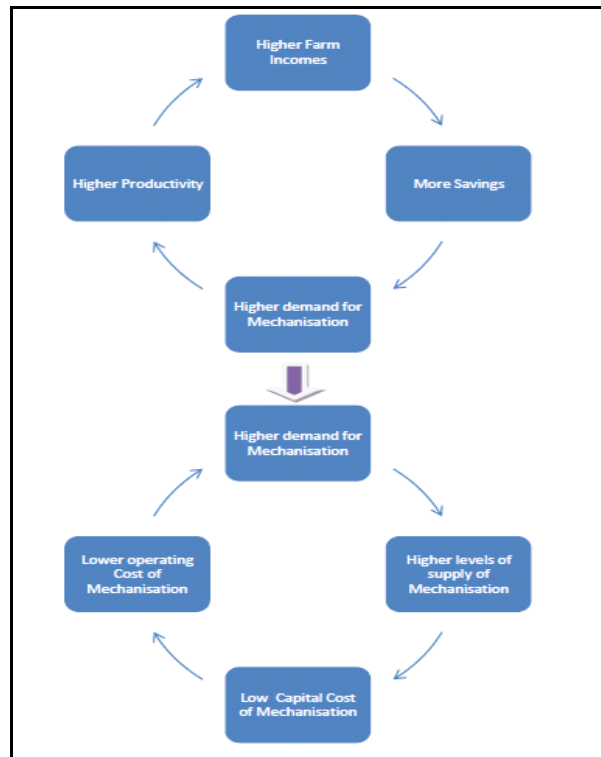 Higher Farm
Incomes
Higher Productivity
More Savings
Higher demand for
Mechanisation
Higher demand for
Mechanisation
Lower operating
Cost of
Mechanisation
Higher levels of
supply of
Mechanisation
Low Capital Cost
of Mechanisation